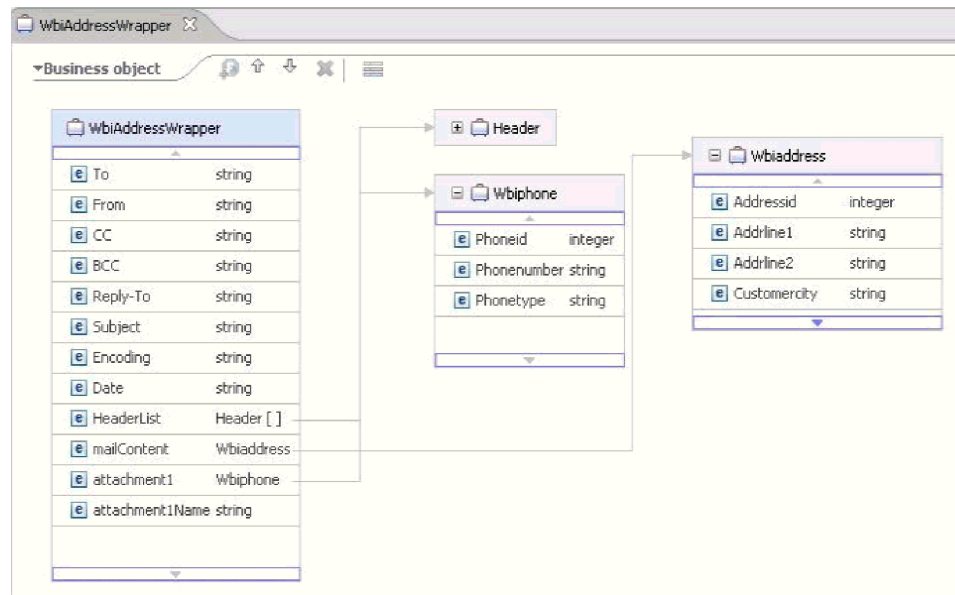 WbiAddressWrapper
Business object
WbiAddressWrapper
To string
From string
CC string
BCC string
Reply-To string
Subject string
Encoding string
Date string
HeaderList Header [ ]
mailContent Wbiaddress
attachment1 Wbiphone
attachment1Name string
Header
Wbiphone
Phoneid integer
Phonenumber string
Phonetype string
Wbiaddress
Addressid integer
Addrline1 string
Addrline2 string
Customercity string